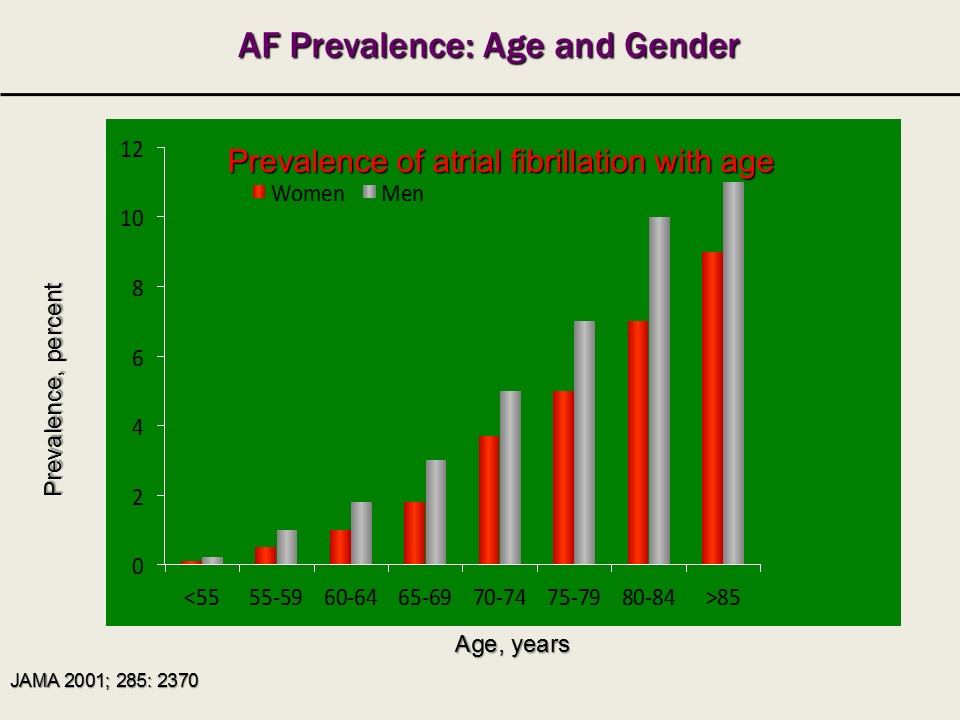 AF Prevalence: Age and Gender
Prevalence of atrial fibrillation with age
Women Men
12
10
8
6
4
2
0
Prevalence, percent
<55 55-59 60-64 65-69 70-74 75-79 80-84 >85
Age, years
JAMA 2001; 285: 2370